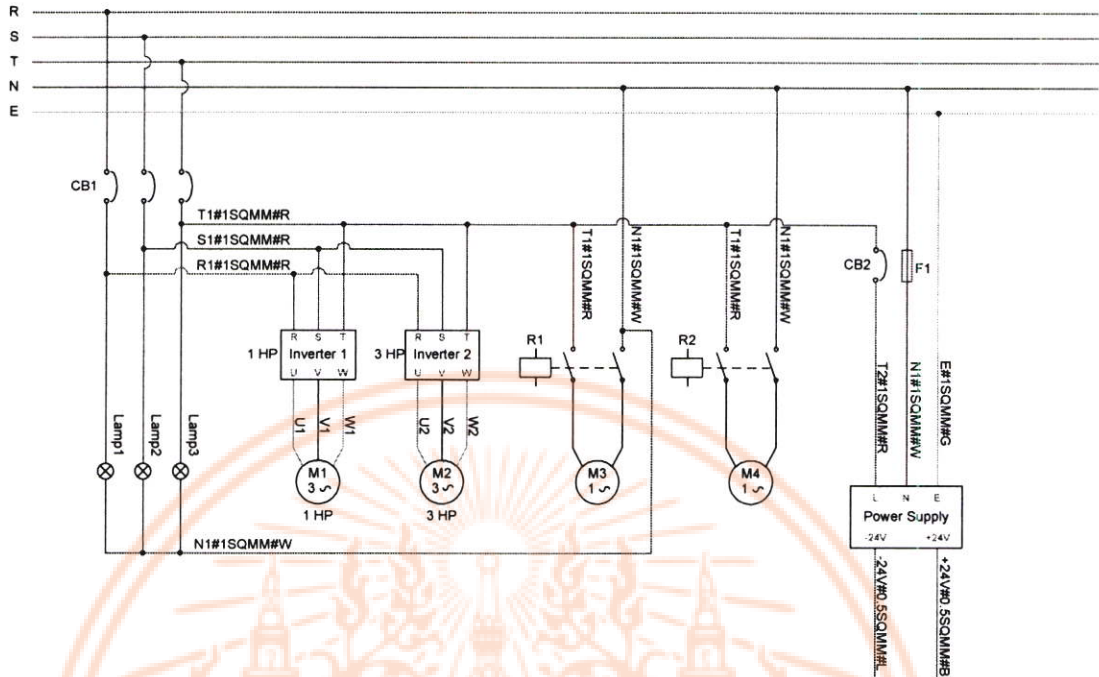 R
S
T
N
E
CB1
T1#1SQMM#R
S1#1SQMM#R
R1#1SQMM#R
T1#1SQMM#R
N1#1SQMM#W
T1#1SQMM#R
N1#1SQMM#W
CB2
F1
R S T
1 HP Inverter 1
U V W
R S T
3 HP Inverter 2
U V W
R1
R2
T2#1SQMM#R
N1#1SQMM#W
E#1SQMM#G
Lamp1
Lamp2
Lamp3
U1
V1
W1
U2
V2
W2
M1
3
1 HP
M2
3
3 HP
M3
1
M4
1
L N E
Power Supply
-24V +24V
N1#1SQMM#W
-24V#0.5SQMM#L
+24V#0.5SQMM#B